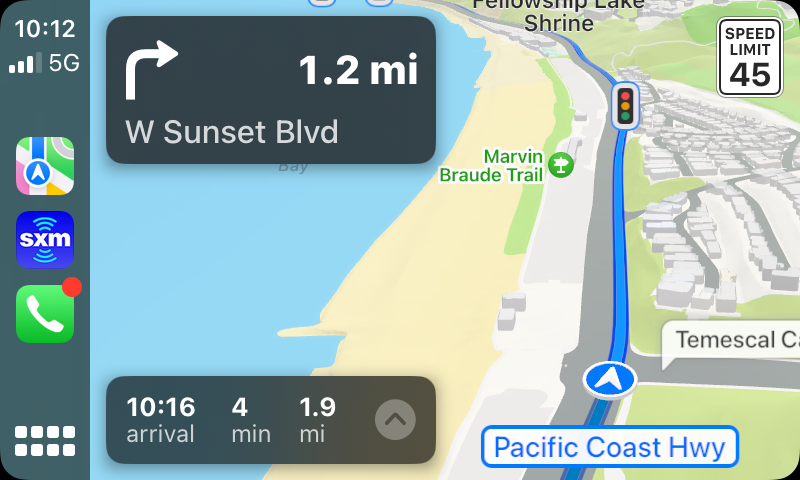 10:12
5G
sxm
1.2 mi
W Sunset Blvd
Fellowship Lake
Shrine
SPEED
LIMIT
45
Bay
Marvin
Braude Trail
Temescal Ca
10:16 4 1.9
arrival min mi
Pacific Coast Hwy